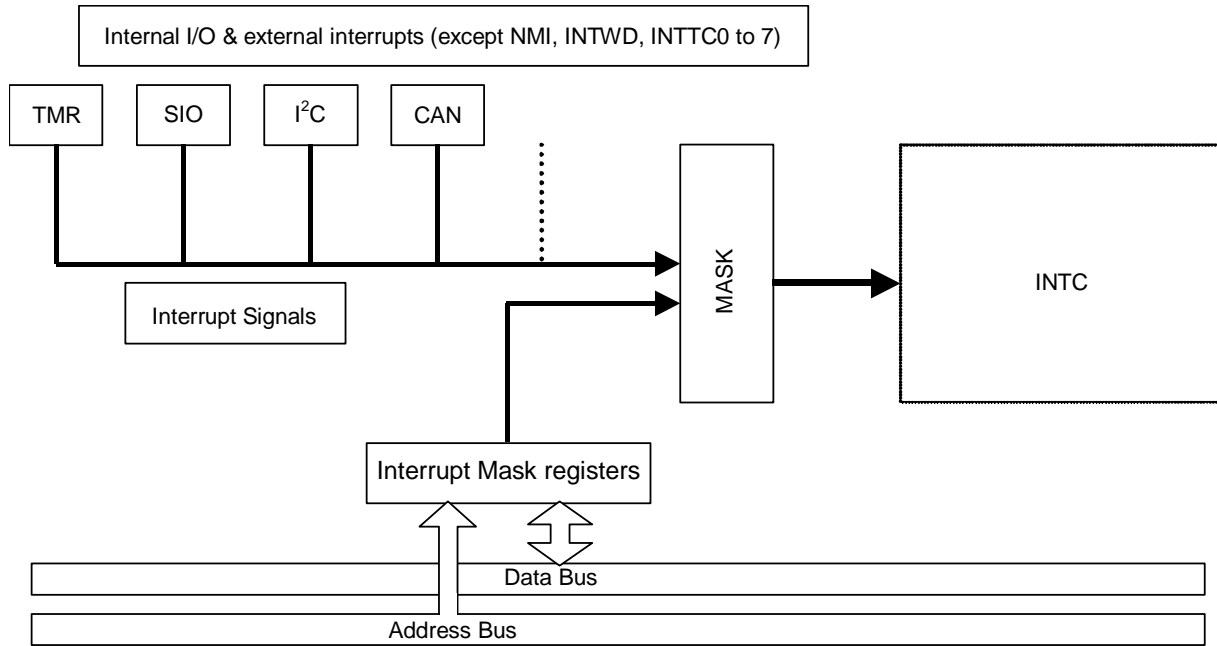 Internal I/O & external interrupts (except NMI, INTWD, INTTC0 to 7)
TMR
SIO
I²C
CAN
MASK
INTC
Interrupt Signals
Interrupt Mask registers
Data Bus
Address Bus